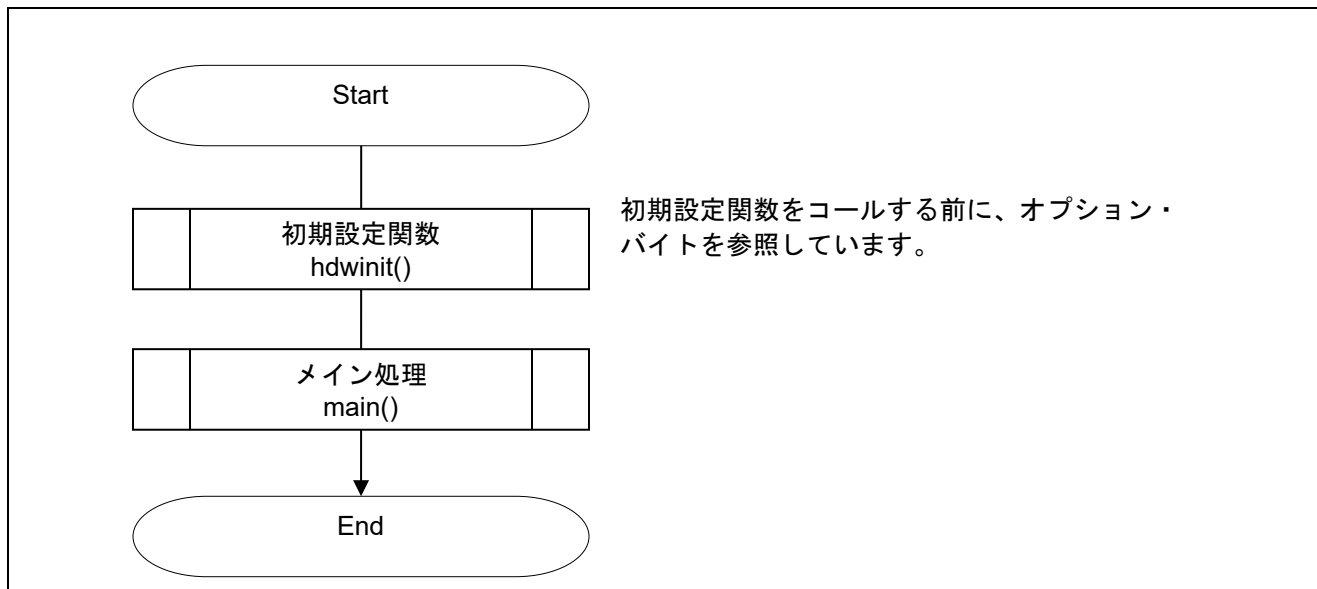 Start
初期設定関数
hdwinit()
初期設定関数をコールする前に、オプション・
バイトを参照しています。
メイン処理
main()
End